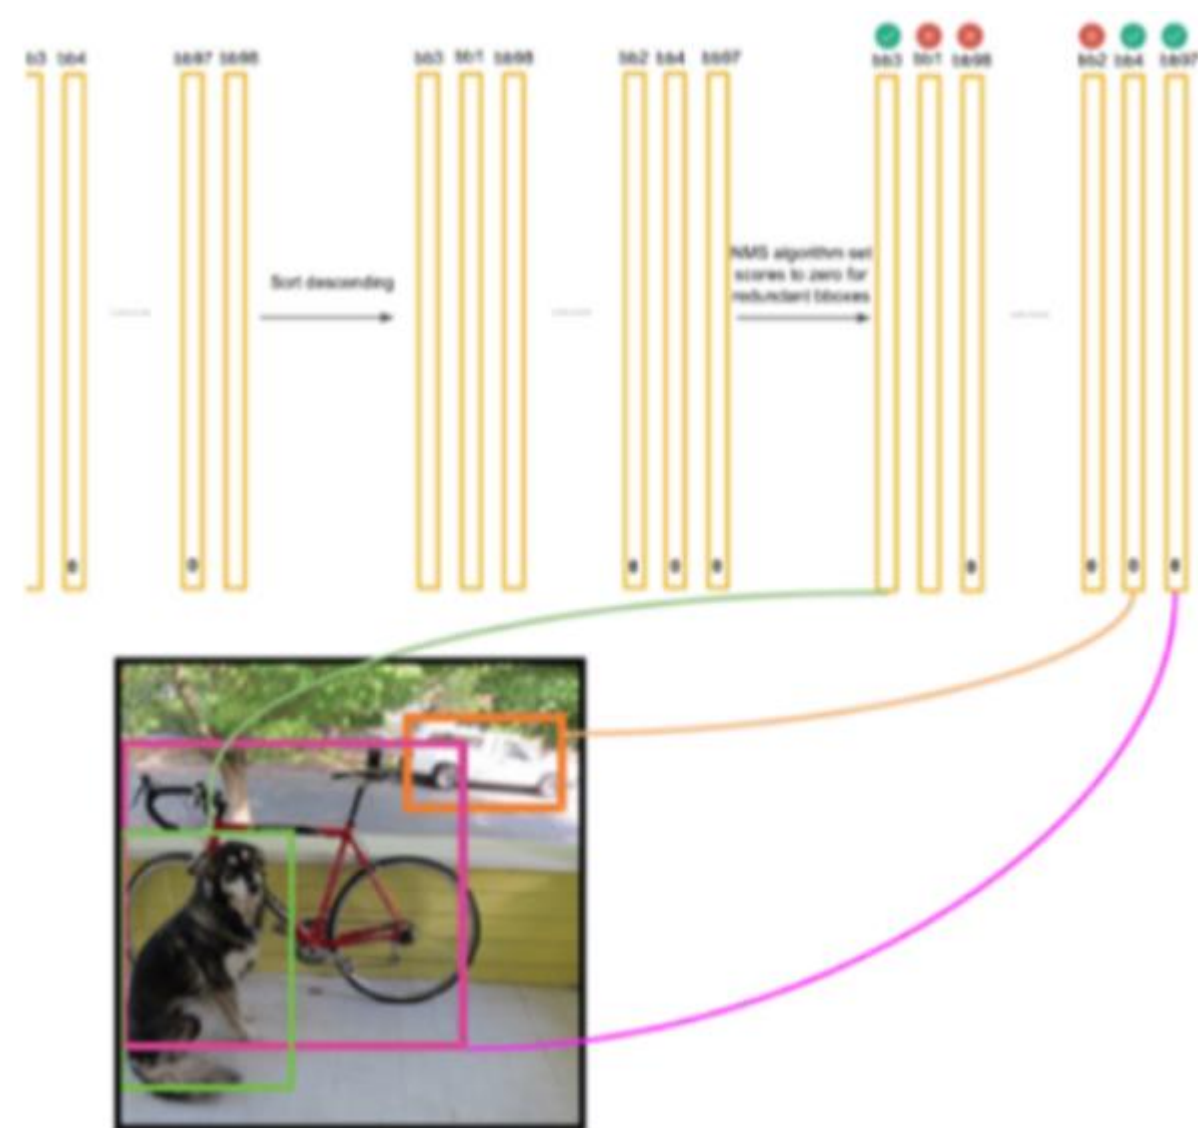 b3 bb4
bb97 bb98
bb3 bb1 bb98
bb2 bb4 bb97
bb3 bb1 bb98
bb2 bb4 bb97
Sort descending
NMS algorithm set
scores to zero for
redundant bboxes
0
0
0 0 0
0
0 0 0